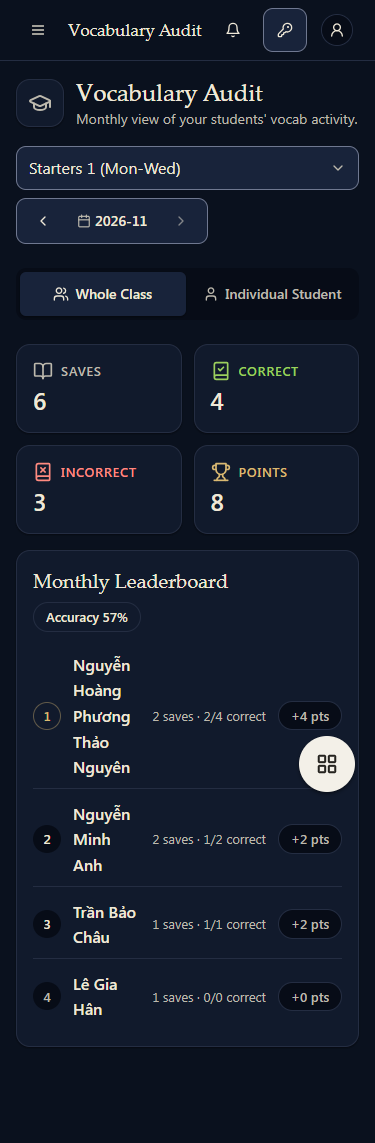 Vocabulary Audit
Vocabulary Audit
Monthly view of your students' vocab activity.
Starters 1 (Mon-Wed)
2026-11
Whole Class
Individual Student
SAVES
6
CORRECT
4
INCORRECT
3
POINTS
8
Monthly Leaderboard
Accuracy 57%
1
Nguyễn
Hoàng
Phương
Thảo
Nguyên
2 saves · 2/4 correct
+4 pts
2
Nguyễn
Minh
Anh
2 saves · 1/2 correct
+2 pts
3
Trần Bảo
Châu
1 saves · 1/1 correct
+2 pts
4
Lê Gia
Hân
1 saves · 0/0 correct
+0 pts